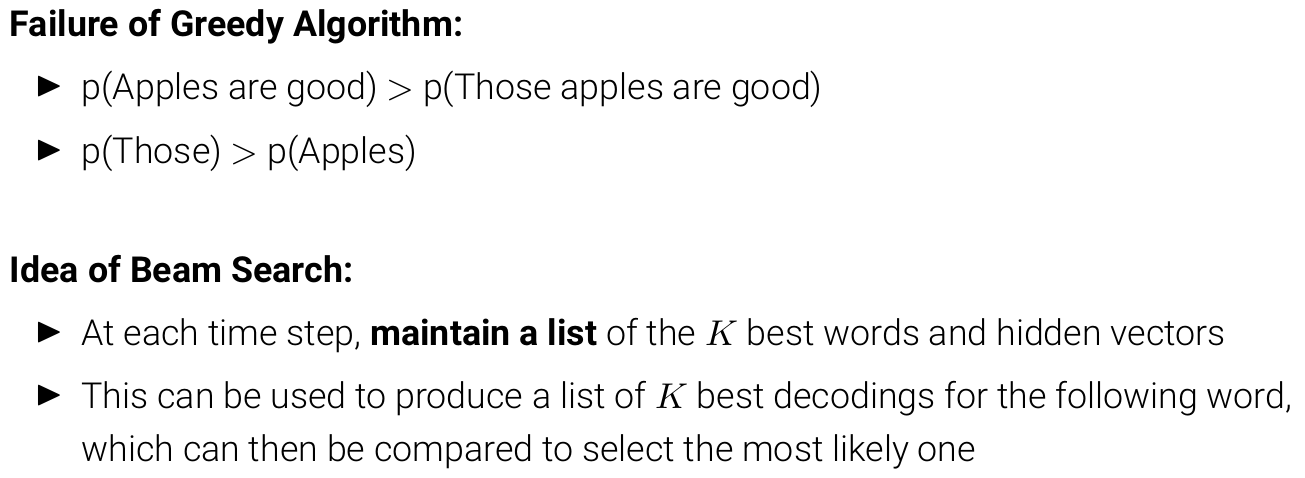 Failure of Greedy Algorithm:
▶ p(Apples are good) > p(Those apples are good)
▶ p(Those) > p(Apples)
Idea of Beam Search:
▶ At each time step, maintain a list of the K best words and hidden vectors
▶ This can be used to produce a list of K best decodings for the following word,
which can then be compared to select the most likely one